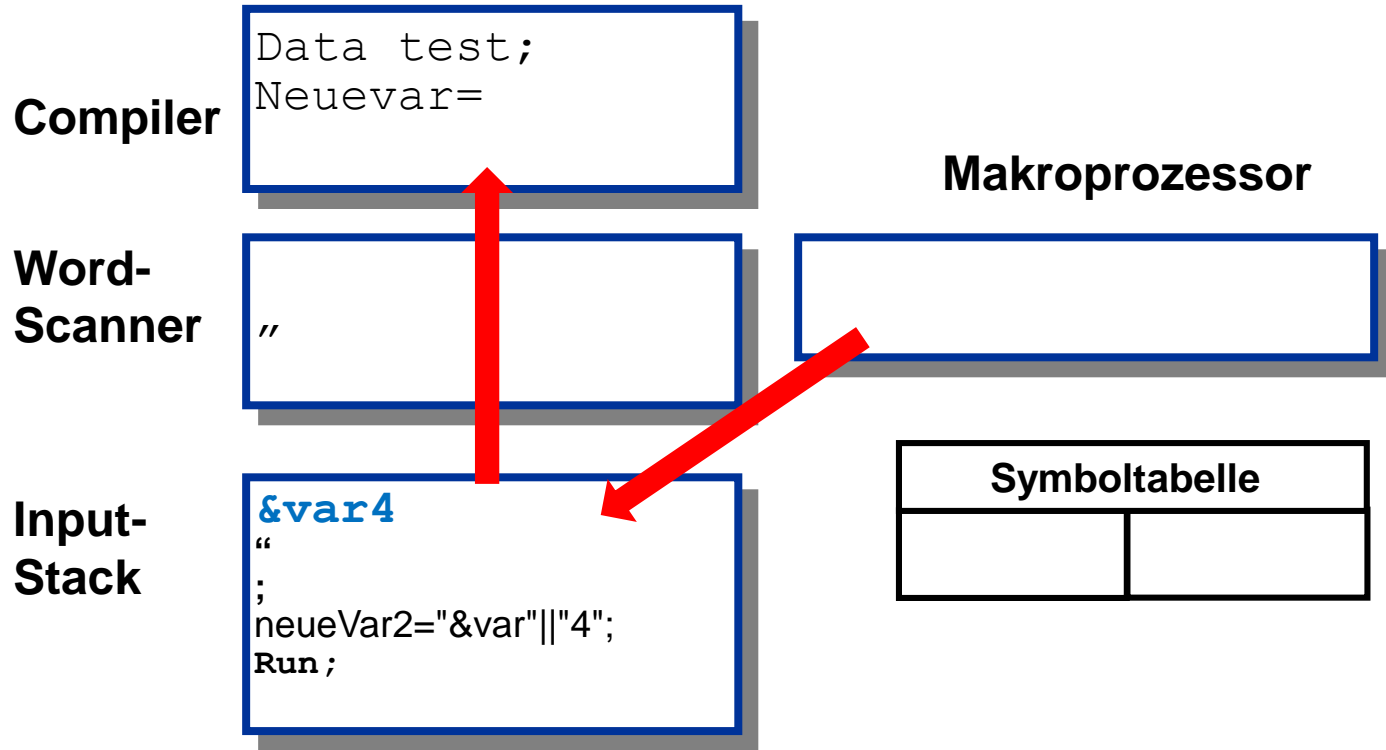 Compiler
Data test;
Neuevar=
Makroprozessor
Word-
Scanner
"
Input-
Stack
&var4
“
;
neueVar2="&var"||"4";
Run;
Symboltabelle